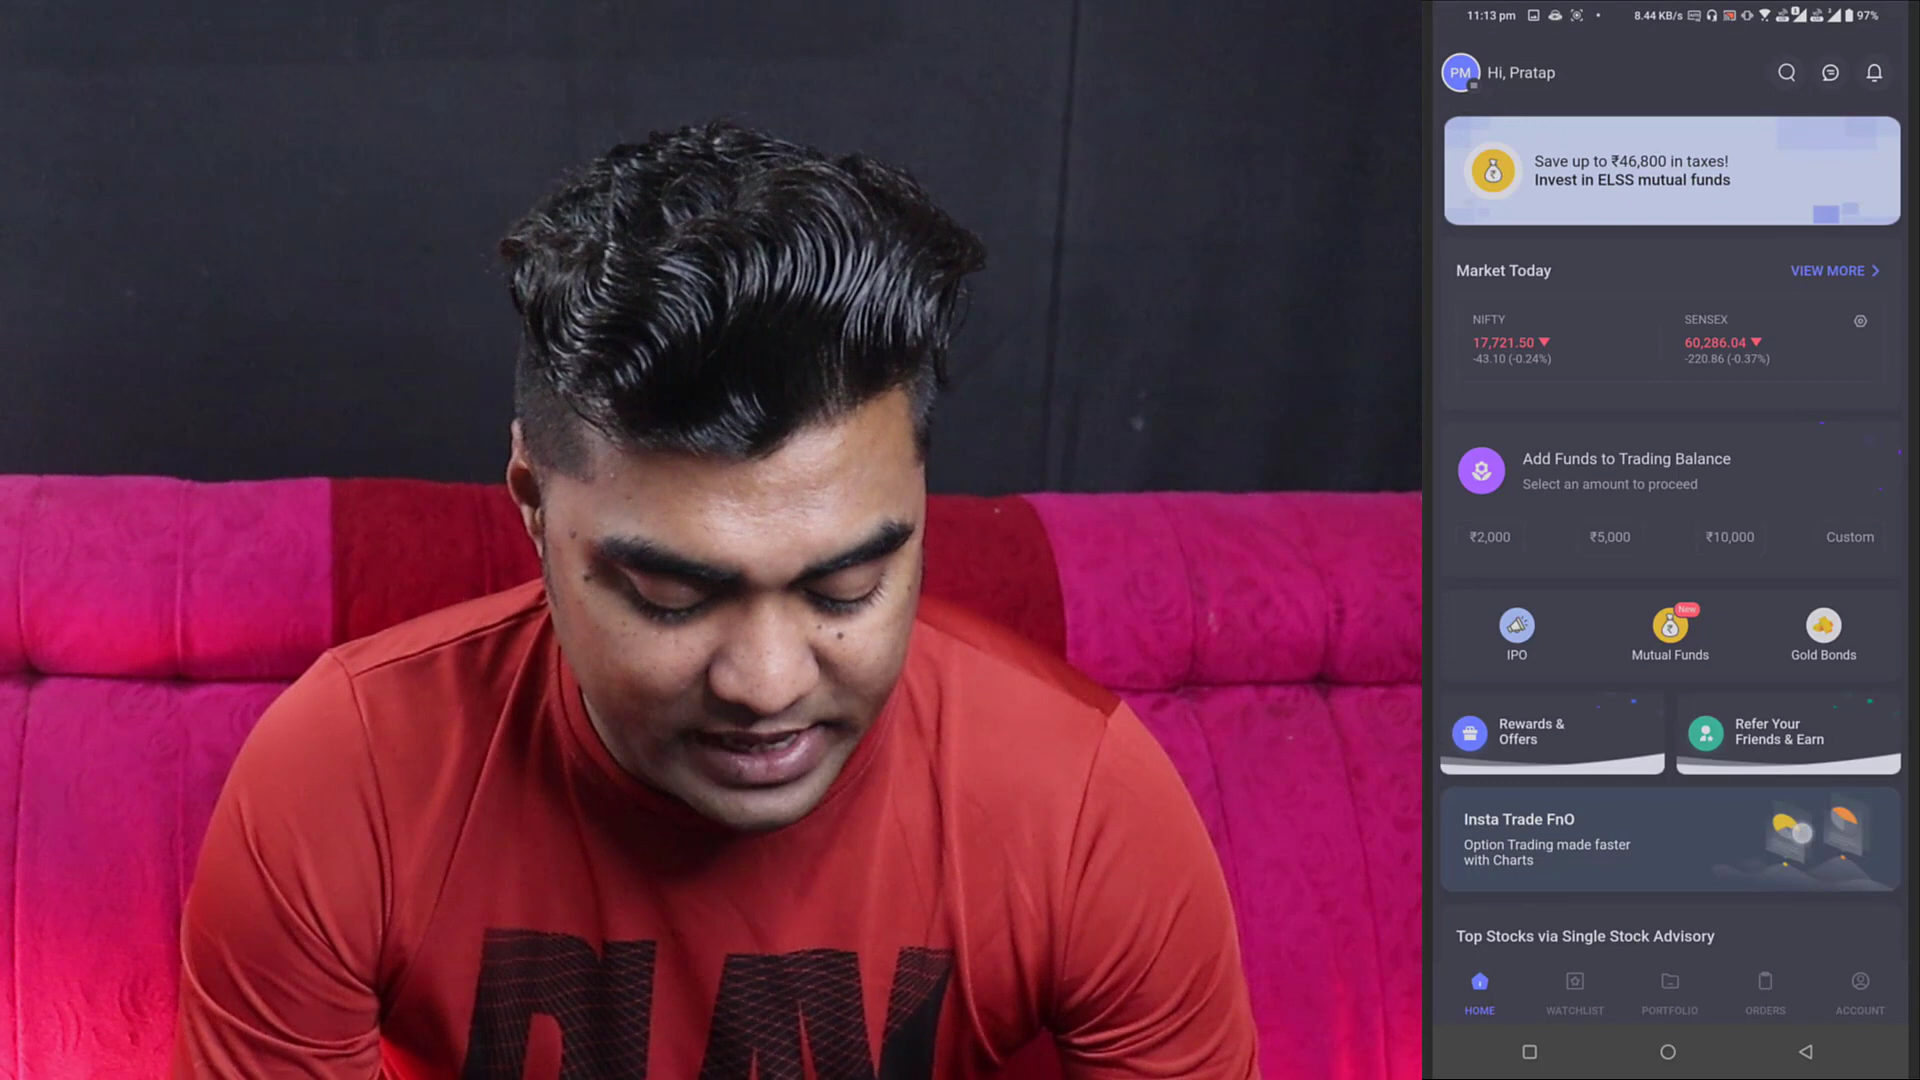 11:13 pm
8.44 KB/s
97%
PM
Hi, Pratap
Save up to ₹46,800 in taxes!
Invest in ELSS mutual funds
Market Today
VIEW MORE
NIFTY
17,721.50
-43.10 (-0.24%)
SENSEX
60,286.04
-220.86 (-0.37%)
Add Funds to Trading Balance
Select an amount to proceed
₹2,000
₹5,000
₹10,000
Custom
IPO
New
Mutual Funds
Gold Bonds
Rewards &
Offers
Refer Your
Friends & Earn
Insta Trade FnO
Option Trading made faster
with Charts
Top Stocks via Single Stock Advisory
HOME
WATCHLIST
PORTFOLIO
ORDERS
ACCOUNT